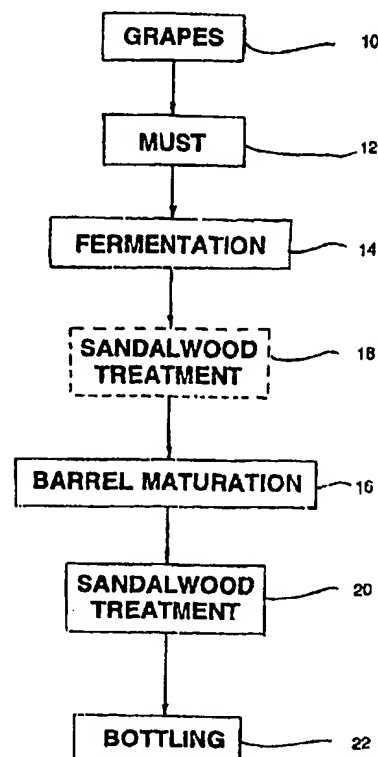 GRAPES 10
MUST 12
FERMENTATION 14
SANDALWOOD
TREATMENT 18
BARREL MATURATION 16
SANDALWOOD
TREATMENT 20
BOTTLING 22